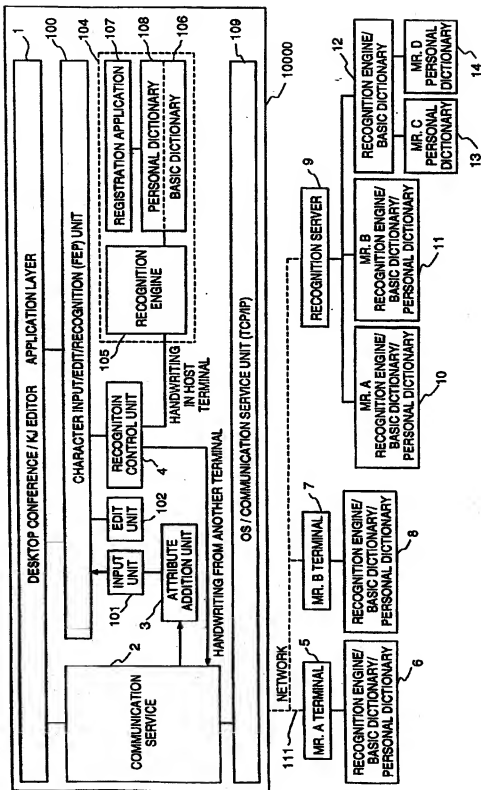 1
100
104
107
108
106
109
10000
DESKTOP CONFERENCE / KJ EDITOR APPLICATION LAYER
CHARACTER INPUT/EDIT/RECOGNITION (FEP) UNIT
REGISTRATION APPLICATION
PERSONAL DICTIONARY
BASIC DICTIONARY
RECOGNITION
ENGINE
105
HANDWRITING
IN HOST
TERMINAL
RECOGNITOIN
CONTROL UNIT
4
EDIT
UNIT
102
INPUT
UNIT
101
ATTRIBUTE
ADDITION UNIT
3
HANDWRITING FROM ANOTHER TERMINAL
2
COMMUNICATION
SERVICE
OS / COMMUNICATION SERVICE UNIT (TCP/IP)
NETWORK
111
5
MR. A TERMINAL
RECOGNITION ENGINE/
BASIC DICTIONARY/
PERSONAL DICTIONARY
6
7
MR. B TERMINAL
RECOGNITION ENGINE/
BASIC DICTIONARY/
PERSONAL DICTIONARY
8
9
RECOGNITION SERVER
MR. A
RECOGNITION ENGINE/
BASIC DICTIONARY/
PERSONAL DICTIONARY
10
MR. B
RECOGNITION ENGINE/
BASIC DICTIONARY/
PERSONAL DICTIONARY
11
12
RECOGNITION ENGINE/
BASIC DICTIONARY
MR. C
PERSONAL
DICTIONARY
13
MR. D
PERSONAL
DICTIONARY
14